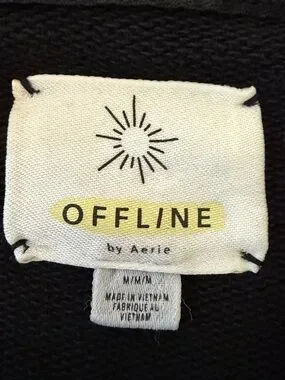 OFFLINE
by Aerie
M/M/M
MADE IN VIETNAM
FABRIQUE AU
VIETNAM